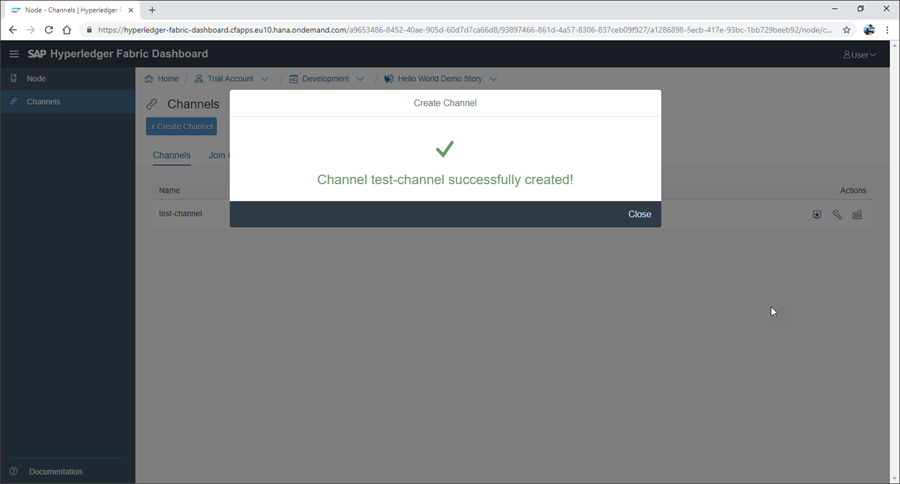 Node - Channels | Hyperledger F
https://hyperledger-fabric-dashboard.cfapps.eu10.hana.ondemand.com/a9653486-8452-40ae-905d-60d7d7ca66d8/93897466-861d-4a57-8306-837ceb09f927/a1286898-5ecb-417e-93bc-1bb729beeb92/node/c...
SAP Hyperledger Fabric Dashboard
User
Node
Channels
Home / Trial Account / Development / Hello World Demo Story
Channels
+ Create Channel
Channels Join C
Name Actions
test-channel
Create Channel
Channel test-channel successfully created!
Close
Documentation